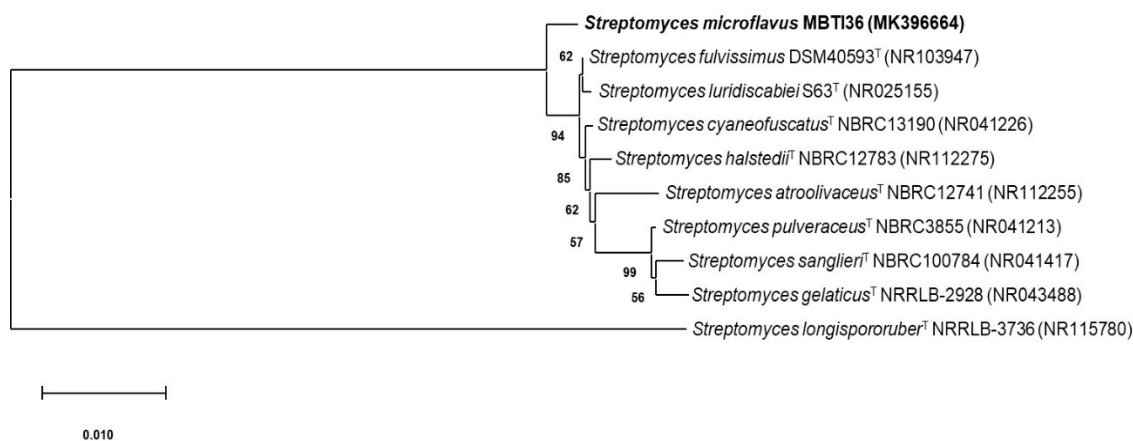 Streptomyces microflavus MBTI36 (MK396664)
62 Streptomyces fulvissimus DSM40593ᵀ (NR103947)
Streptomyces luridiscabiei S63ᵀ (NR025155)
Streptomyces cyaneofuscatusᵀ NBRC13190 (NR041226)
94
Streptomyces halstediiᵀ NBRC12783 (NR112275)
85
Streptomyces atroolivaceusᵀ NBRC12741 (NR112255)
62
Streptomyces pulveraceusᵀ NBRC3855 (NR041213)
57
Streptomyces sanglieriᵀ NBRC100784 (NR041417)
99
Streptomyces gelaticusᵀ NRRLB-2928 (NR043488)
56
Streptomyces longispororuberᵀ NRRLB-3736 (NR115780)
0.010